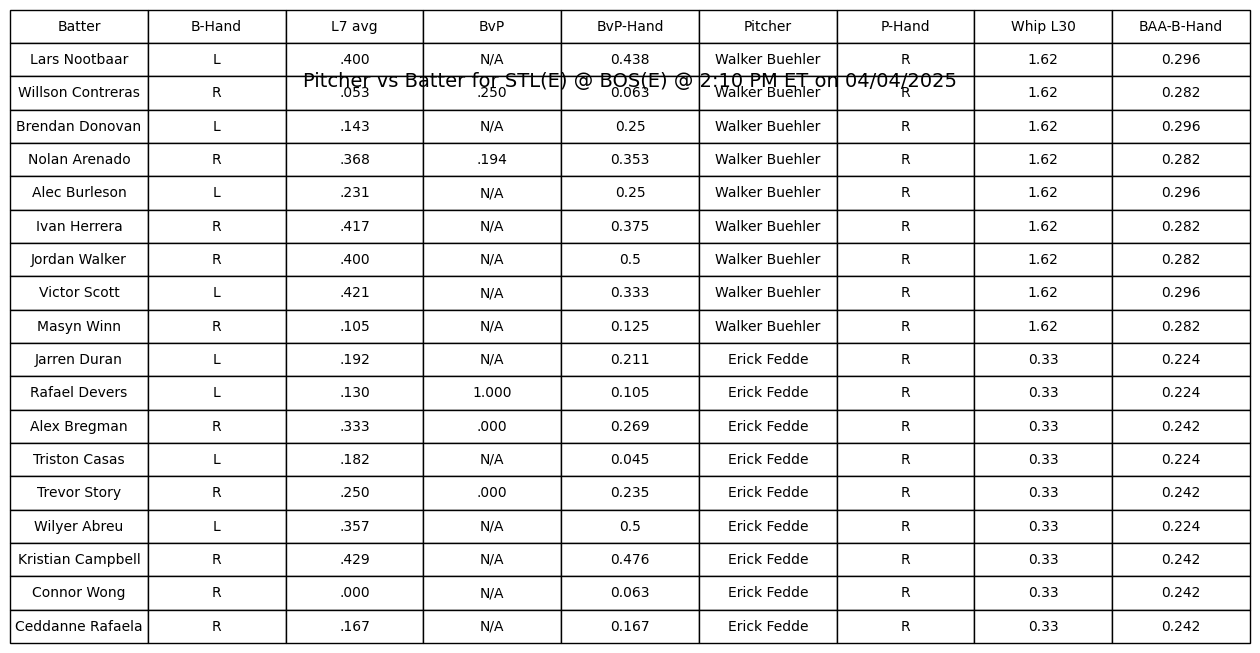 Batter B-Hand L7 avg BvP BvP-Hand Pitcher P-Hand Whip L30 BAA-B-Hand
Lars Nootbaar L .400 N/A 0.438 Walker Buehler R 1.62 0.296
Pitcher vs Batter for STL(E) @ BOS(E) @ 2:10 PM ET on 04/04/2025
Willson Contreras R .053 .250 0.063 Walker Buehler R 1.62 0.282
Brendan Donovan L .143 N/A 0.25 Walker Buehler R 1.62 0.296
Nolan Arenado R .368 .194 0.353 Walker Buehler R 1.62 0.282
Alec Burleson L .231 N/A 0.25 Walker Buehler R 1.62 0.296
Ivan Herrera R .417 N/A 0.375 Walker Buehler R 1.62 0.282
Jordan Walker R .400 N/A 0.5 Walker Buehler R 1.62 0.282
Victor Scott L .421 N/A 0.333 Walker Buehler R 1.62 0.296
Masyn Winn R .105 N/A 0.125 Walker Buehler R 1.62 0.282
Jarren Duran L .192 N/A 0.211 Erick Fedde R 0.33 0.224
Rafael Devers L .130 1.000 0.105 Erick Fedde R 0.33 0.224
Alex Bregman R .333 .000 0.269 Erick Fedde R 0.33 0.242
Triston Casas L .182 N/A 0.045 Erick Fedde R 0.33 0.224
Trevor Story R .250 .000 0.235 Erick Fedde R 0.33 0.242
Wilyer Abreu L .357 N/A 0.5 Erick Fedde R 0.33 0.224
Kristian Campbell R .429 N/A 0.476 Erick Fedde R 0.33 0.242
Connor Wong R .000 N/A 0.063 Erick Fedde R 0.33 0.242
Ceddanne Rafaela R .167 N/A 0.167 Erick Fedde R 0.33 0.242